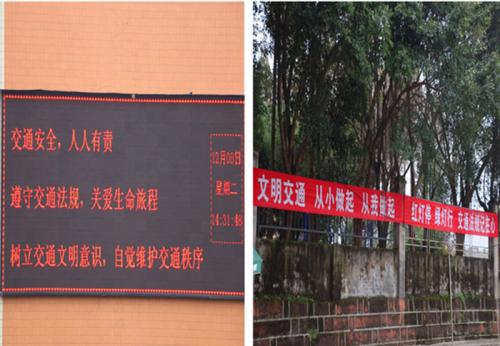 交通安全，人人有责
遵守交通法规，关爱生命旅程
树立交通文明意识，自觉维护交通秩序
12月08日
星期二
14:31:48
文明交通 从小做起 从我做起
红灯停 绿灯行 交通法规记在心